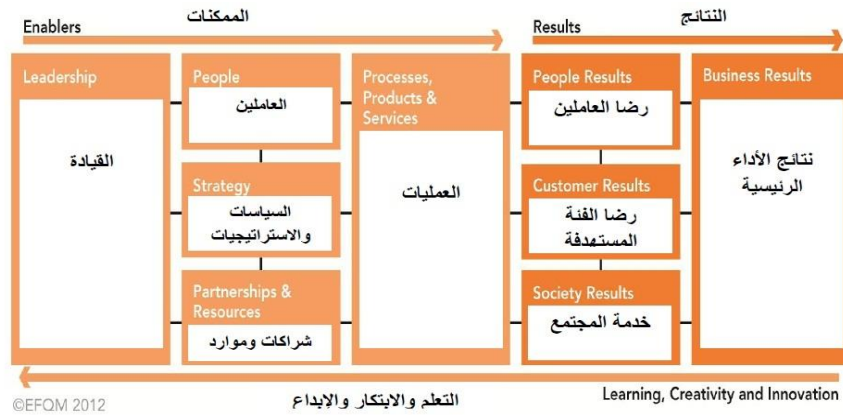 Enablers
الممكنات
Results
النتائج
Leadership
القيادة
People
العاملين
Strategy
السياسات
والاستراتيجيات
Partnerships &
Resources
شراكات وموارد
Processes,
Products &
Services
العمليات
People Results
رضا العاملين
Customer Results
رضا الفئة
المستهدفة
Society Results
خدمة المجتمع
Business Results
نتائج الأداء
الرئيسية
©EFQM 2012
التعلم والابتكار والإبداع
Learning, Creativity and Innovation